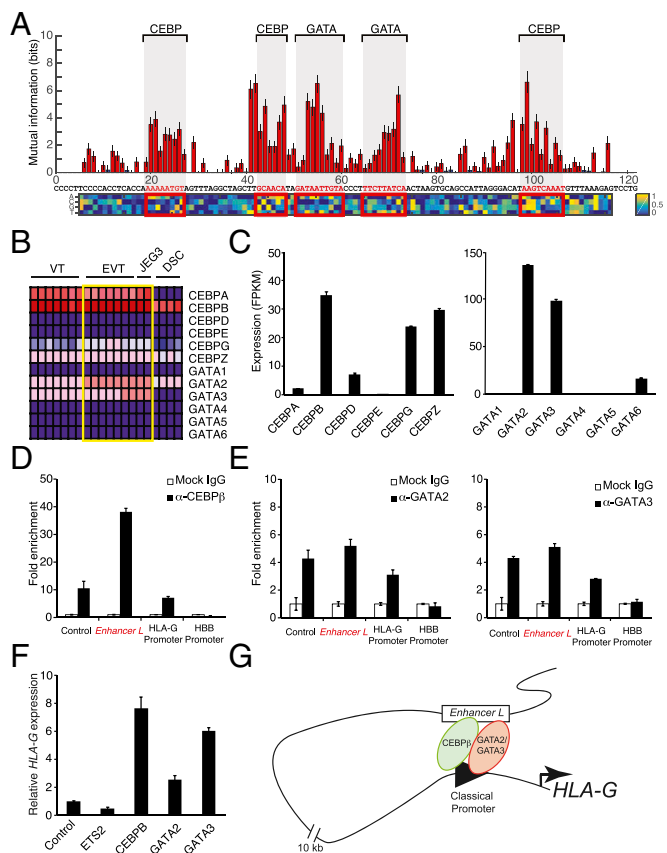 A
CEBP CEBP GATA GATA CEBP
Mutual Information (bits)
10
8
6
4
2
0
0 20 40 60 80 100 120
CCCCTTCCCCACCTCACCAAAAAATGTAGTTTAGGCTAGCTTGCAACATAGATAATTGTACCCTTTCTTATCAACTAAGTGCAGCCATTAGGGACATAAGTCAAATGTTTAAAGAGTCCTG
A
C
G
T
1
0.5
0
B
VT EVT JEG3 DSC
CEBPA
CEBPB
CEBPD
CEBPE
CEBPG
CEBPZ
GATA1
GATA2
GATA3
GATA4
GATA5
GATA6
C
Expression (FPKM)
50
40
30
20
10
0
CEBPA CEBPB CEBPD CEBPE CEBPG CEBPZ
150
100
50
0
GATA1 GATA2 GATA3 GATA4 GATA5 GATA6
D
Fold enrichment
50
40
30
20
10
0
Mock IgG
α-CEBPβ
Control Enhancer L HLA-G Promoter HBB Promoter
E
Fold enrichment
10
8
6
4
2
0
Mock IgG
α-GATA2
Control Enhancer L HLA-G Promoter HBB Promoter
10
8
6
4
2
0
Mock IgG
α-GATA3
Control Enhancer L HLA-G Promoter HBB Promoter
F
Relative HLA-G expression
10
8
6
4
2
0
Control ETS2 CEBPB GATA2 GATA3
G
Enhancer L
CEBPβ
GATA2/
GATA3
Classical
Promoter
HLA-G
10 kb